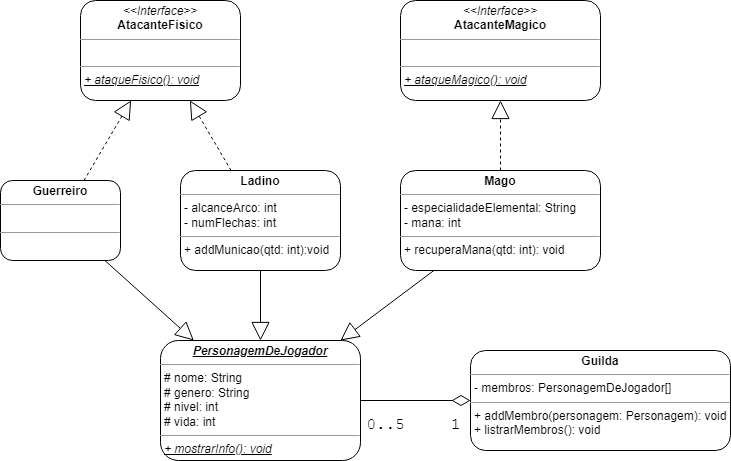 <<Interface>>
AtacanteFisico
+ ataqueFisico(): void
<<Interface>>
AtacanteMagico
+ ataqueMagico(): void
Guerreiro
Ladino
- alcanceArco: int
- numFlechas: int
+ addMunicao(qtd: int):void
Mago
- especialidadeElemental: String
- mana: int
+ recuperaMana(qtd: int): void
PersonagemDeJogador
# nome: String
# genero: String
# nivel: int
# vida: int
+ mostrarInfo(): void
0..5
1
Guilda
- membros: PersonagemDeJogador[]
+ addMembro(personagem: Personagem): void
+ listrarMembros(): void